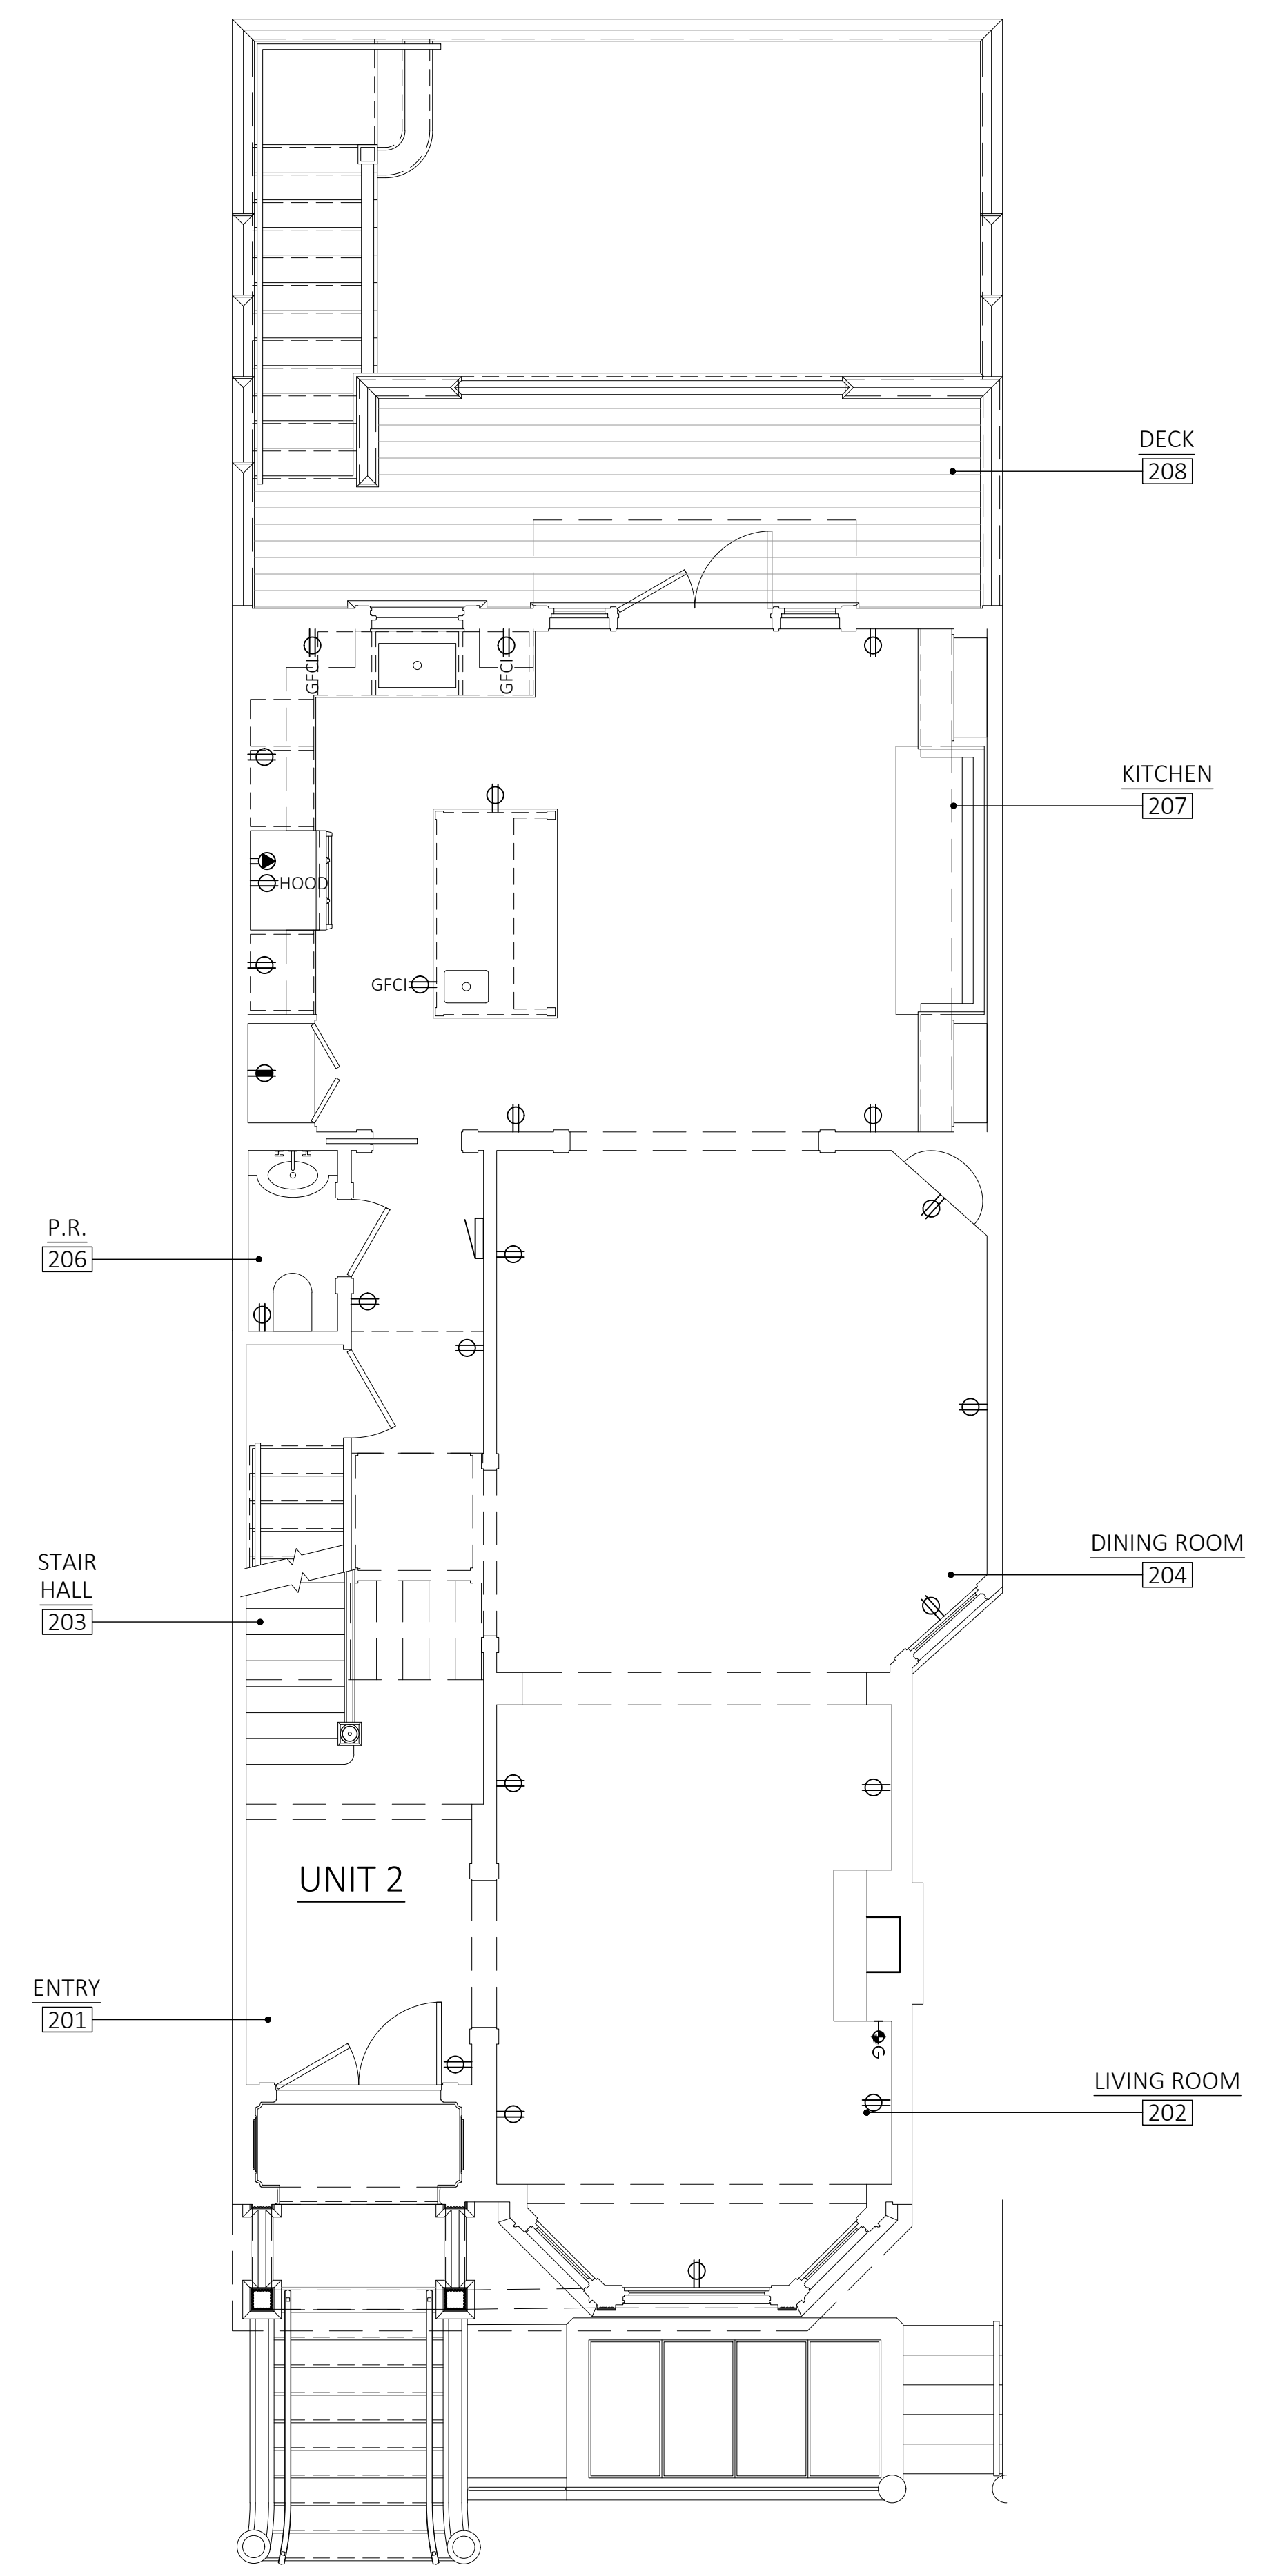 DECK
208
GFCI
GFCI
KITCHEN
207
HOOD
GFCI
P.R.
206
DINING ROOM
204
STAIR
HALL
203
UNIT 2
ENTRY
201
G
LIVING ROOM
202